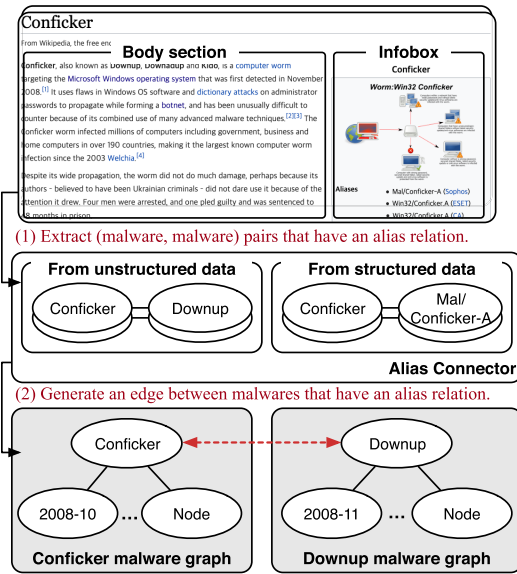 Conficker
From Wikipedia, the free enc
Body section
Infobox
Conficker, also known as Downup, Downadup and Kido, is a computer worm
targeting the Microsoft Windows operating system that was first detected in November
2008.[1] It uses flaws in Windows OS software and dictionary attacks on administrator
passwords to propagate while forming a botnet, and has been unusually difficult to
counter because of its combined use of many advanced malware techniques.[2][3] The
Conficker worm infected millions of computers including government, business and
home computers in over 190 countries, making it the largest known computer worm
infection since the 2003 Welchia.[4]
Despite its wide propagation, the worm did not do much damage, perhaps because its
authors - believed to have been Ukrainian criminals - did not dare use it because of the
attention it drew. Four men were arrested, and one pled guilty and was sentenced to
48 months in prison.
Conficker
Worm:Win32 Conficker
Aliases
• Mal/Conficker-A (Sophos)
• Win32/Conficker.A (ESET)
• Win32/Conficker.A (CA)
(1) Extract (malware, malware) pairs that have an alias relation.
From unstructured data
From structured data
Conficker
Downup
Conficker
Mal/
Conficker-A
Alias Connector
(2) Generate an edge between malwares that have an alias relation.
Conficker
Downup
2008-10
...
Node
2008-11
...
Node
Conficker malware graph
Downup malware graph